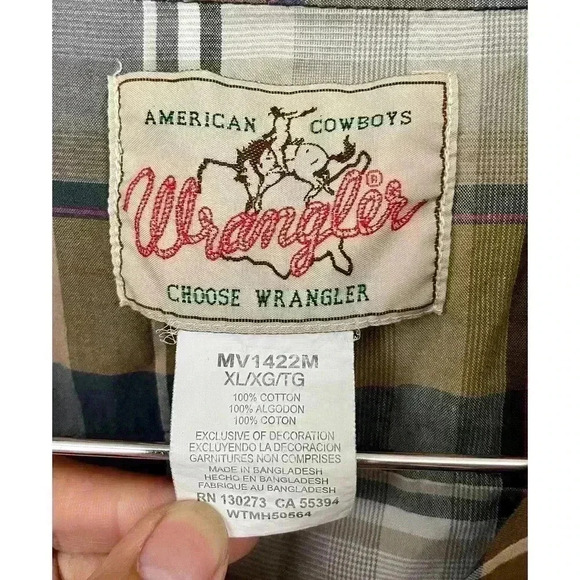 AMERICAN COWBOYS
Wrangler®
CHOOSE WRANGLER
MV1422M
XL/XG/TG
100% COTTON
100% ALGODON
100% COTON
EXCLUSIVE OF DECORATION
EXCLUYENDO LA DECORACION
GARNITURES NON COMPRISES
MADE IN BANGLADESH
HECHO EN BANGLADESH
FABRIQUE AU BANGLADESH
RN 130273 CA 55394
WTMH50564